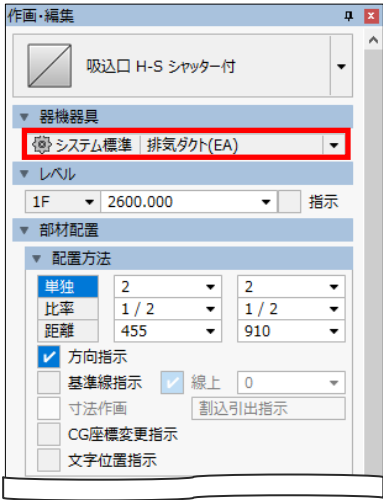 作画・編集
吸込口 H-S シャッター付
器機器具
システム標準 排気ダクト(EA)
レベル
1F 2600.000 指示
部材配置
配置方法
単独 2 2
比率 1 / 2 1 / 2
距離 455 910
方向指示
基準線指示 線上 0
寸法作画 割込引出指示
CG座標変更指示
文字位置指示